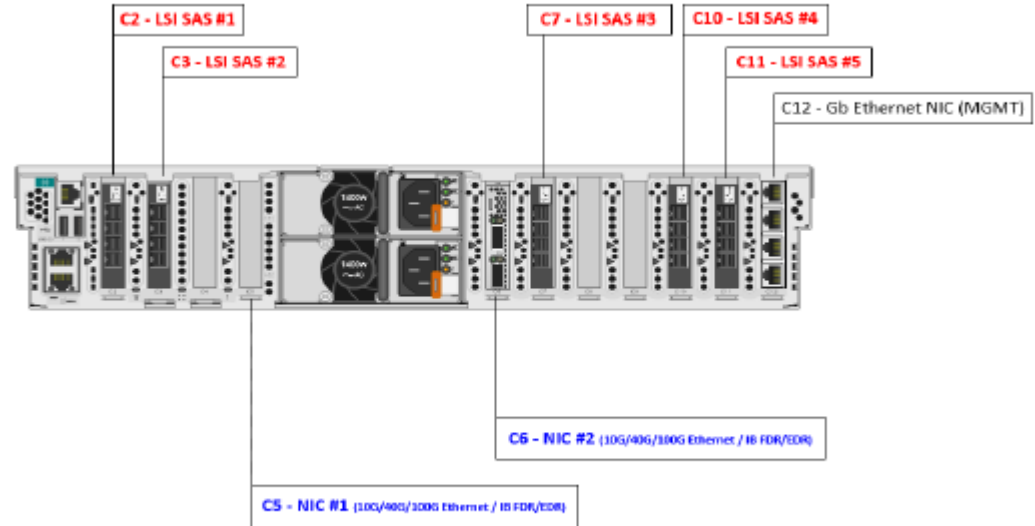 C2 - LSI SAS #1
C7 - LSI SAS #3
C10 - LSI SAS #4
C3 - LSI SAS #2
C11 - LSI SAS #5
C12 - Gb Ethernet NIC (MGMT)
1400W
1400W
C6 - NIC #2 (10G/40G/100G Ethernet / IB FDR/EDR)
C5 - NIC #1 (10G/40G/100G Ethernet / IB FDR/EDR)